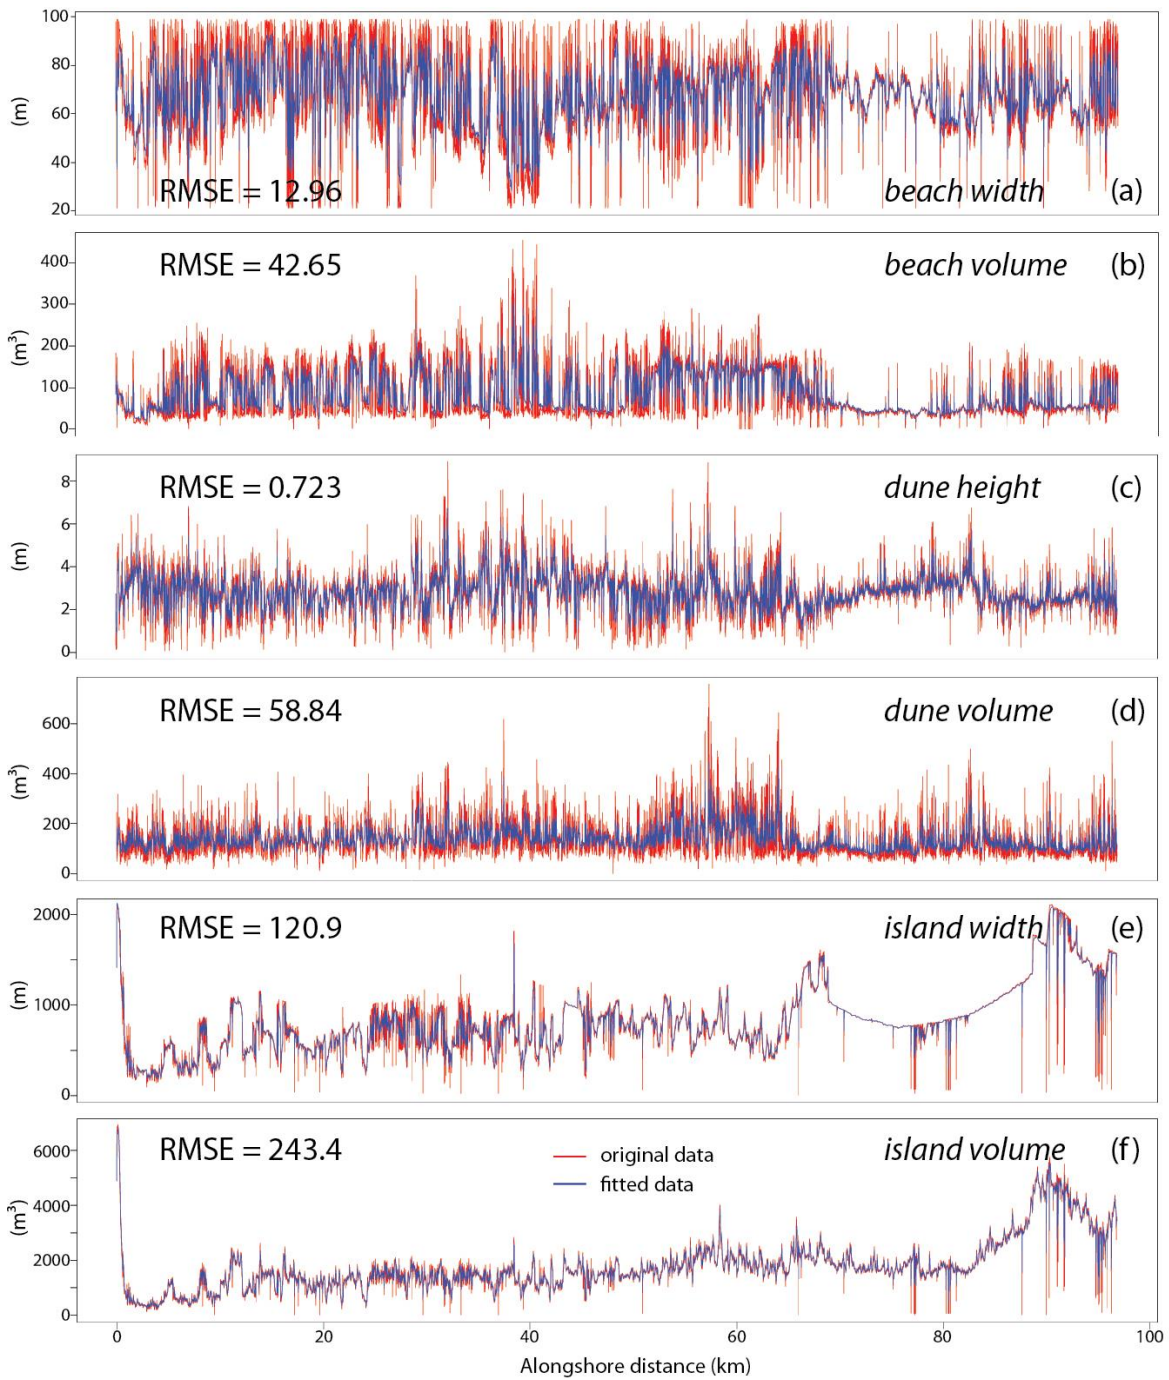 100
80
60
40
20
(m)
RMSE = 12.96
beach width
(a)
400
300
200
100
0
(m³)
RMSE = 42.65
beach volume
(b)
8
6
4
2
0
(m)
RMSE = 0.723
dune height
(c)
600
400
200
0
(m³)
RMSE = 58.84
dune volume
(d)
2000
1000
0
(m)
RMSE = 120.9
island width
(e)
6000
4000
2000
0
(m³)
RMSE = 243.4
original data
fitted data
island volume
(f)
0 20 40 60 80 100
Alongshore distance (km)